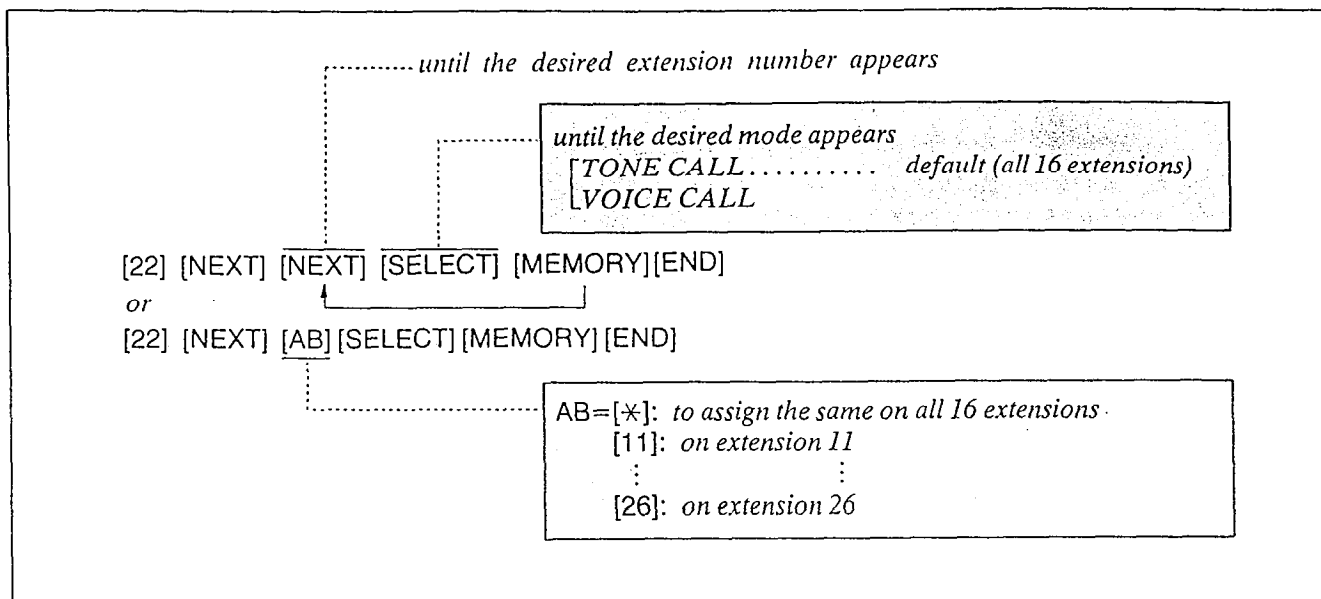 .......... until the desired extension number appears
until the desired mode appears
TONE CALL.......... default (all 16 extensions)
VOICE CALL
[22] [NEXT] [NEXT] [SELECT] [MEMORY] [END]
or
[22] [NEXT] [AB] [SELECT] [MEMORY] [END]
AB=[*]: to assign the same on all 16 extensions
[11]: on extension 11
⋮ ⋮
[26]: on extension 26